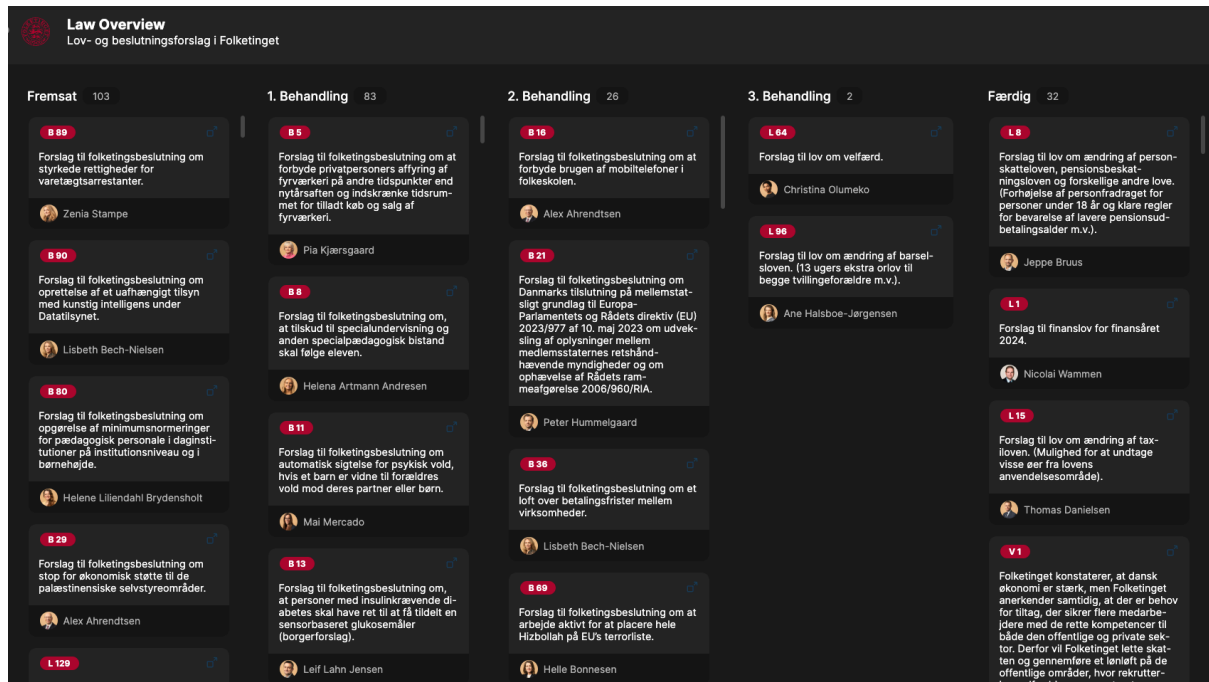 Law Overview
Lov- og beslutningsforslag i Folketinget
Fremsat 103
B 89
Forslag til folketingsbeslutning om
styrkede rettigheder for
varetægtsarrestanter.
Zenia Stampe
B 90
Forslag til folketingsbeslutning om
oprettelse af et uafhængigt tilsyn
med kunstig intelligens under
Datatilsynet.
Lisbeth Bech-Nielsen
B 80
Forslag til folketingsbeslutning om
opgørelse af minimumsnormeringer
for pædagogisk personale i daginsti-
tutioner på institutionsniveau og i
børnehøjde.
Helene Liliendahl Brydensholt
B 29
Forslag til folketingsbeslutning om
stop for økonomisk støtte til de
palæstinensiske selvstyreområder.
Alex Ahrendtsen
L 129
1. Behandling 83
B 5
Forslag til folketingsbeslutning om at
forbyde privatpersoners affyring af
fyrværkeri på andre tidspunkter end
nytårsaften og indskrænke tidsrum-
met for tilladt køb og salg af
fyrværkeri.
Pia Kjærsgaard
B 8
Forslag til folketingsbeslutning om,
at tilskud til specialundervisning og
anden specialpædagogisk bistand
skal følge eleven.
Helena Artmann Andresen
B 11
Forslag til folketingsbeslutning om
automatisk sigtelse for psykisk vold,
hvis et barn er vidne til forældres
vold mod deres partner eller børn.
Mai Mercado
B 13
Forslag til folketingsbeslutning om,
at personer med insulinkrævende di-
abetes skal have ret til at få tildelt en
sensorbaseret glukosemåler
(borgerforslag).
Leif Lahn Jensen
2. Behandling 26
B 16
Forslag til folketingsbeslutning om at
forbyde brugen af mobiltelefoner i
folkeskolen.
Alex Ahrendtsen
B 21
Forslag til folketingsbeslutning om
Danmarks tilslutning på mellemstat-
sligt grundlag til Europa-
Parlamentets og Rådets direktiv (EU)
2023/977 af 10. maj 2023 om udvek-
sling af oplysninger mellem
medlemsstaternes retshånd-
hævende myndigheder og om
ophævelse af Rådets ram-
meafgørelse 2006/960/RIA.
Peter Hummelgaard
B 36
Forslag til folketingsbeslutning om et
loft over betalingsfrister mellem
virksomheder.
Lisbeth Bech-Nielsen
B 69
Forslag til folketingsbeslutning om at
arbejde aktivt for at placere hele
Hizbollah på EU's terrorliste.
Helle Bonnesen
3. Behandling 2
L 64
Forslag til lov om velfærd.
Christina Olumeko
L 96
Forslag til lov om ændring af barsel-
sloven. (13 ugers ekstra orlov til
begge tvillingeforældre m.v.).
Ane Halsboe-Jørgensen
Færdig 32
L 8
Forslag til lov om ændring af person-
skatteloven, pensionsbeskat-
ningsloven og forskellige andre love.
(Forhøjelse af personfradraget for
personer under 18 år og klare regler
for bevarelse af lavere pensionsud-
betalingsalder m.v.).
Jeppe Bruus
L 1
Forslag til finanslov for finansåret
2024.
Nicolai Wammen
L 15
Forslag til lov om ændring af tax-
iloven. (Mulighed for at undtage
visse øer fra lovens
anvendelsesområde).
Thomas Danielsen
V 1
Folketinget konstaterer, at dansk
økonomi er stærk, men Folketinget
anerkender samtidig, at der er behov
for tiltag, der sikrer flere medarbe-
jdere med de rette kompetencer til
både den offentlige og private sek-
tor. Derfor vil Folketinget lette skat-
ten og gennemføre et lønløft på de
offentlige områder, hvor rekrutter-